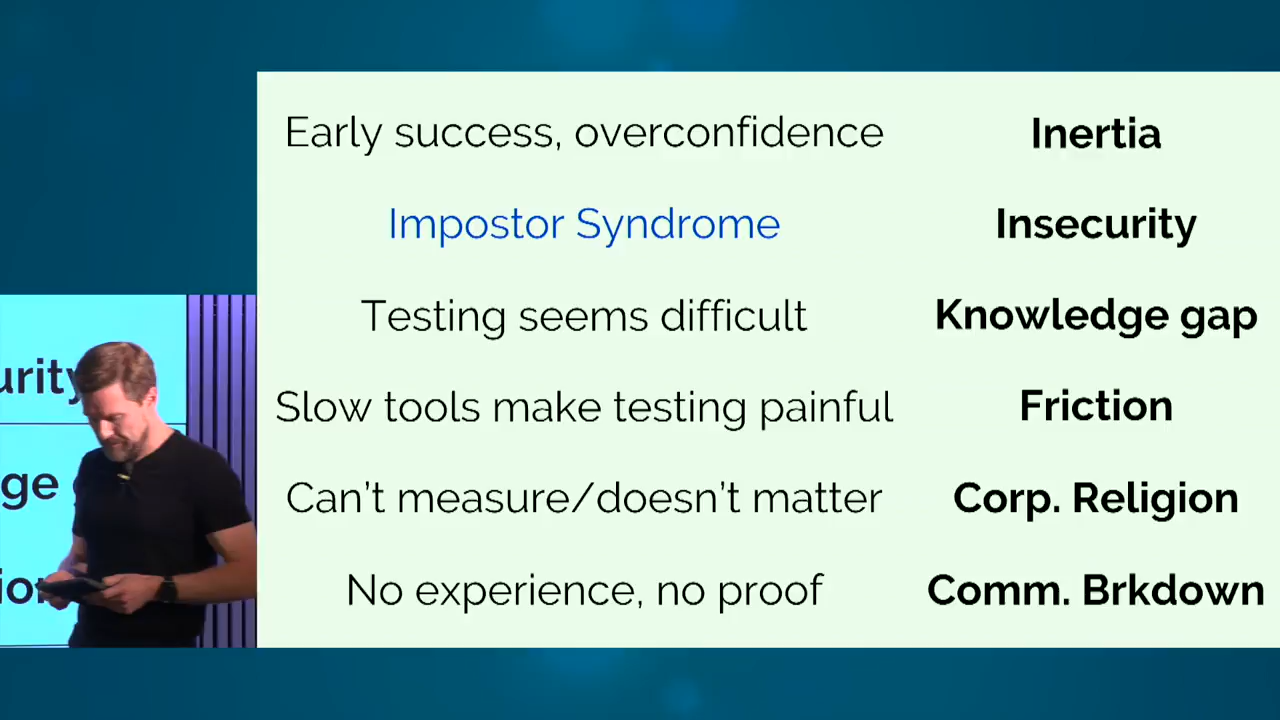 Early success, overconfidence Inertia
Impostor Syndrome Insecurity
Testing seems difficult Knowledge gap
Slow tools make testing painful Friction
Can't measure/doesn't matter Corp. Religion
No experience, no proof Comm. Brkdown
urity
ge
ion